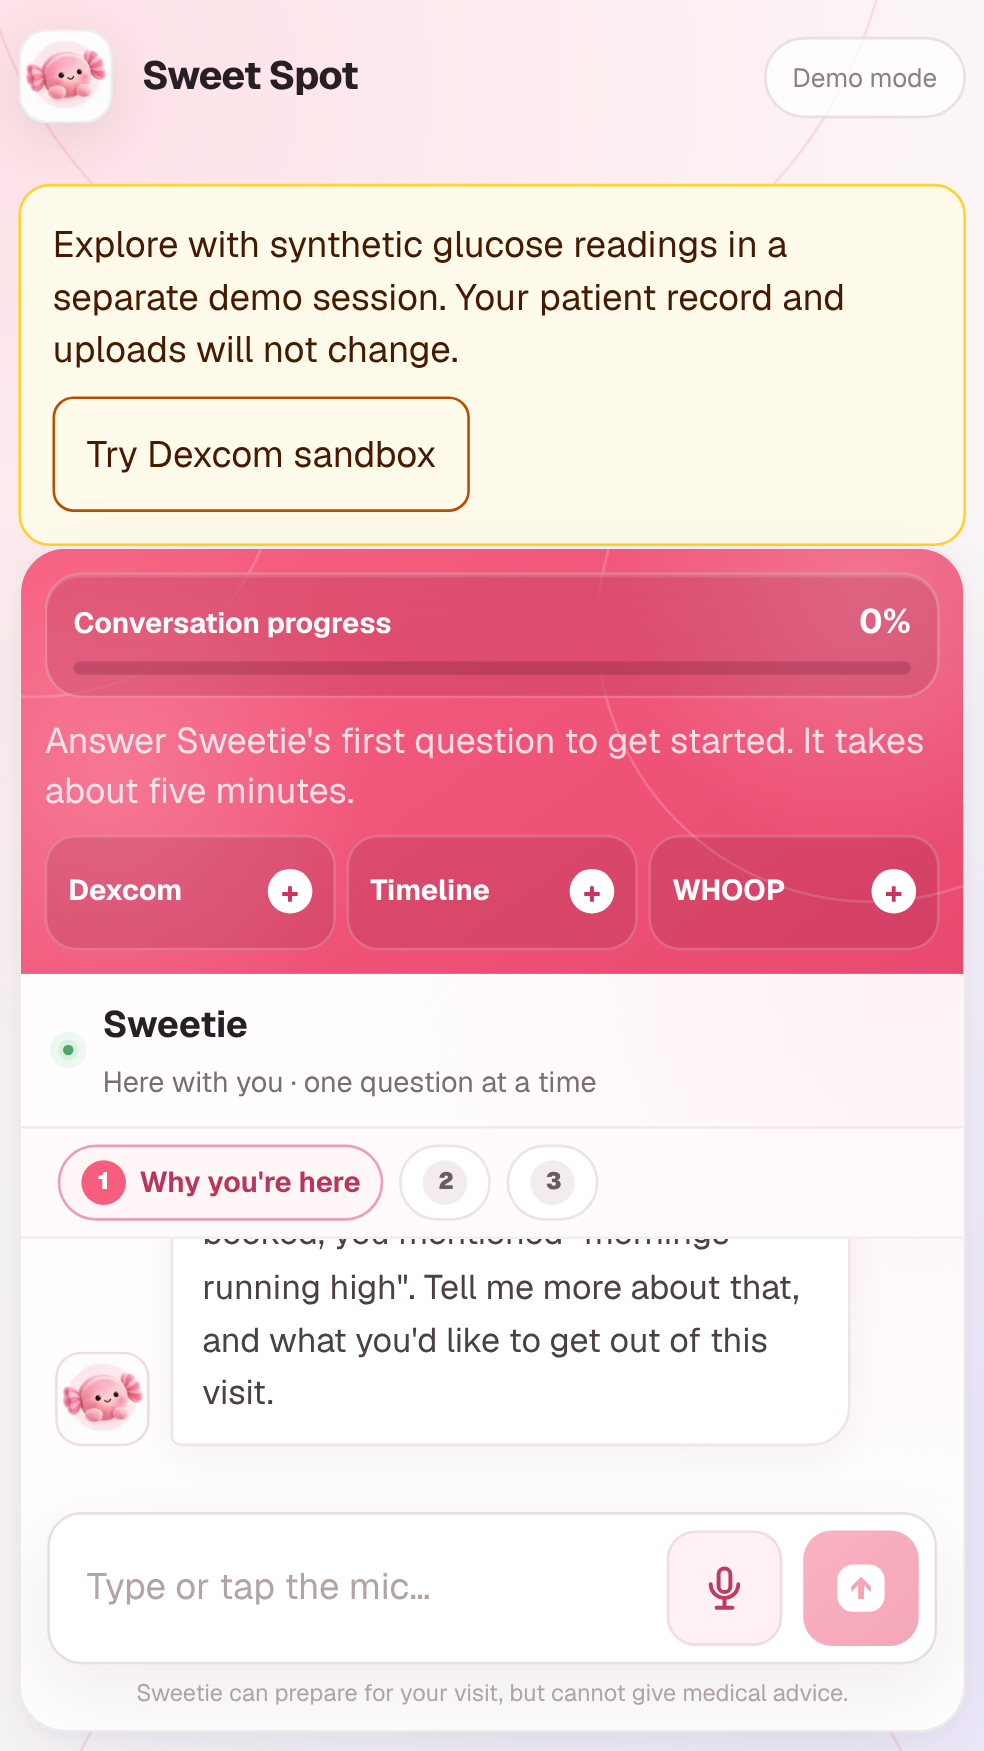 Sweet Spot
Demo mode
Explore with synthetic glucose readings in a
separate demo session. Your patient record and
uploads will not change.
Try Dexcom sandbox
Conversation progress
0%
Answer Sweetie's first question to get started. It takes
about five minutes.
Dexcom +
Timeline +
WHOOP +
Sweetie
Here with you · one question at a time
1 Why you're here
2
3
booked, you mentioned "mornings
running high". Tell me more about that,
and what you'd like to get out of this
visit.
Type or tap the mic...
Sweetie can prepare for your visit, but cannot give medical advice.